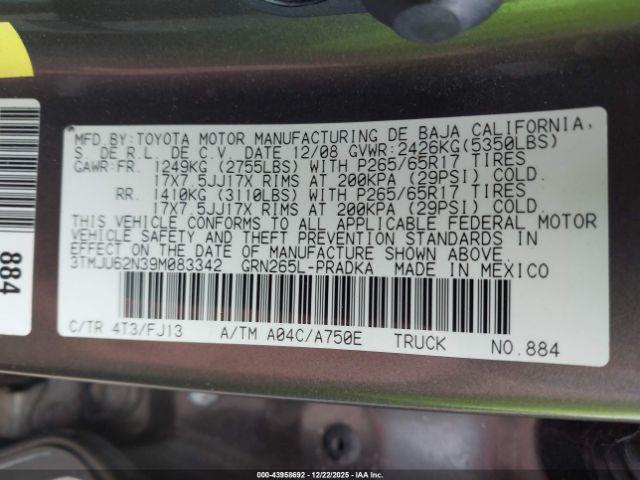 MFD.BY:TOYOTA MOTOR MANUFACTURING DE BAJA CALIFORNIA,
S. DE R.L. DE C.V. DATE 12/08 GVWR:2426KG(5350LBS)
GAWR:FR. 1249KG (2755LBS) WITH P265/65R17 TIRES
17X7.5JJ17X RIMS AT 200KPA (29PSI) COLD.
RR. 1410KG (3110LBS) WITH P265/65R17 TIRES
17X7.5JJ17X RIMS AT 200KPA (29PSI) COLD.
THIS VEHICLE CONFORMS TO ALL APPLICABLE FEDERAL MOTOR
VEHICLE SAFETY AND THEFT PREVENTION STANDARDS IN
EFFECT ON THE DATE OF MANUFACTURE SHOWN ABOVE.
3TMJU62N39M083342 GRN265L-PRADKA MADE IN MEXICO
C/TR 4T3/FJ13 A/TM A04C/A750E TRUCK NO.884
884
00-43958692 - 12/22/2025 - COPYRIGHT IAA